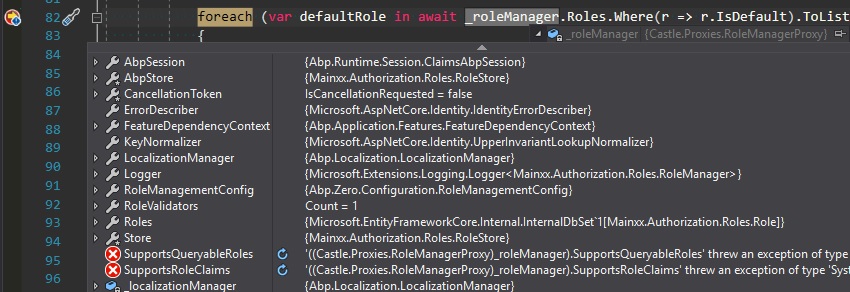 81
82 foreach (var defaultRole in await _roleManager.Roles.Where(r => r.IsDefault).ToList
83 { _roleManager {Castle.Proxies.RoleManagerProxy}
84
85 AbpSession {Abp.Runtime.Session.ClaimsAbpSession}
AbpStore {Mainxx.Authorization.Roles.RoleStore}
86 CancellationToken IsCancellationRequested = false
87 ErrorDescriber {Microsoft.AspNetCore.Identity.IdentityErrorDescriber}
88 FeatureDependencyContext {Abp.Application.Features.FeatureDependencyContext}
89 KeyNormalizer {Microsoft.AspNetCore.Identity.UpperInvariantLookupNormalizer}
90 LocalizationManager {Abp.Localization.LocalizationManager}
Logger {Microsoft.Extensions.Logging.Logger<Mainxx.Authorization.Roles.RoleManager>}
91 RoleManagementConfig {Abp.Zero.Configuration.RoleManagementConfig}
92 RoleValidators Count = 1
93 Roles {Microsoft.EntityFrameworkCore.Internal.InternalDbSet`1[Mainxx.Authorization.Roles.Role]}
94 Store {Mainxx.Authorization.Roles.RoleStore}
95 SupportsQueryableRoles '((Castle.Proxies.RoleManagerProxy)_roleManager).SupportsQueryableRoles' threw an exception of type
96 SupportsRoleClaims '((Castle.Proxies.RoleManagerProxy)_roleManager).SupportsRoleClaims' threw an exception of type 'Syst
_localizationManager {Abp.Localization.LocalizationManager}